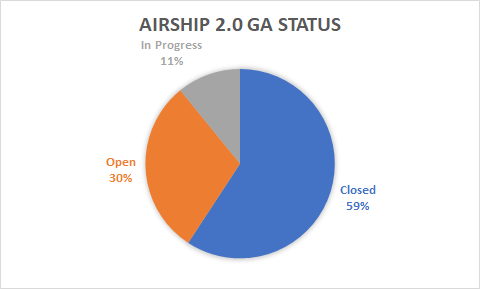 AIRSHIP 2.0 GA STATUS
In Progress
11%
Open
30%
Closed
59%